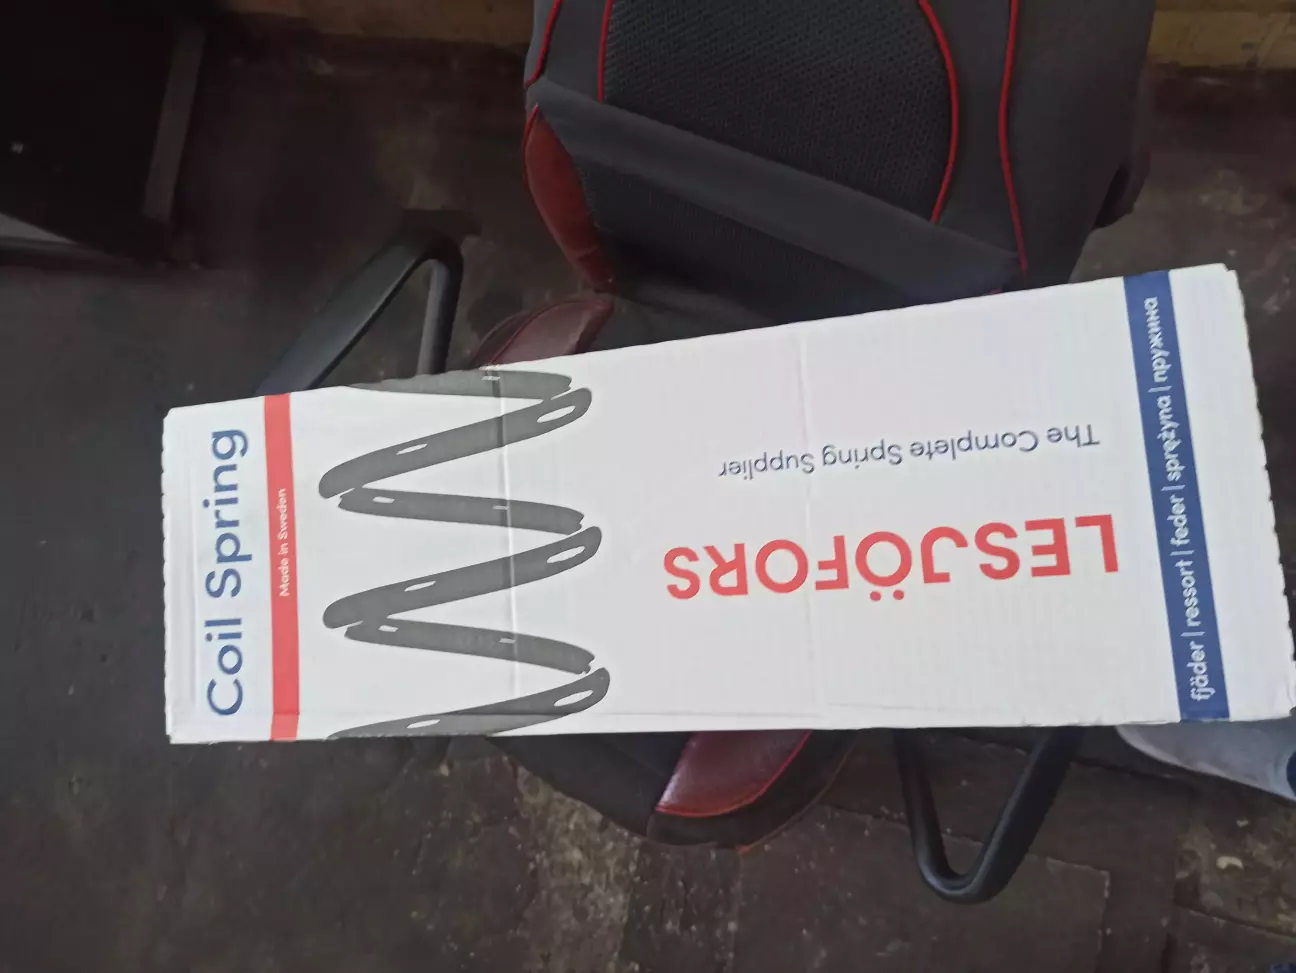 Coil Spring
Made in Sweden
LESJÖFORS
The Complete Spring Supplier
fjäder | ressort | feder | sprężyna | пружина